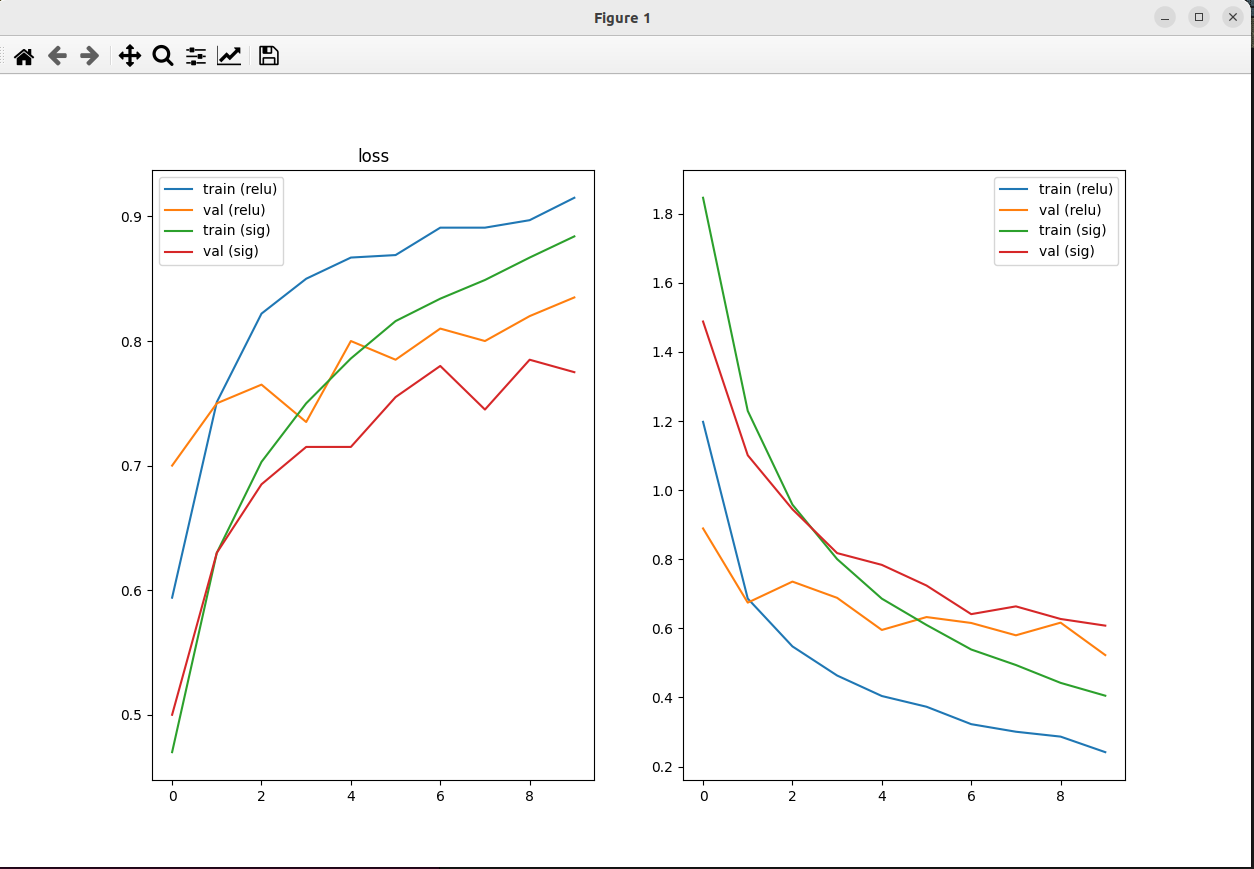 Figure 1
loss
train (relu)
val (relu)
train (sig)
val (sig)
0.9
0.8
0.7
0.6
0.5
0 2 4 6 8
train (relu)
val (relu)
train (sig)
val (sig)
1.8
1.6
1.4
1.2
1.0
0.8
0.6
0.4
0.2
0 2 4 6 8